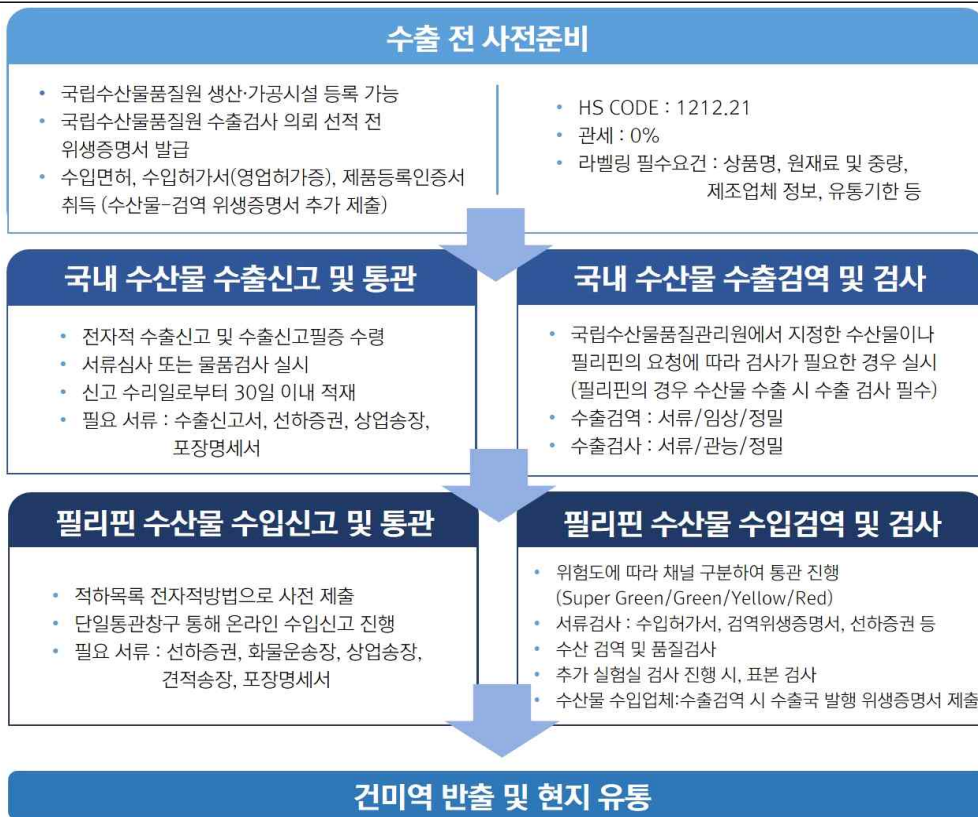 수출 전 사전준비
• 국립수산물품질원 생산·가공시설 등록 가능
• 국립수산물품질원 수출검사 의뢰 선적 전
위생증명서 발급
• 수입면허, 수입허가서(영업허가증), 제품등록인증서
취득 (수산물-검역 위생증명서 추가 제출)
• HS CODE : 1212.21
• 관세 : 0%
• 라벨링 필수요건 : 상품명, 원재료 및 중량,
제조업체 정보, 유통기한 등
국내 수산물 수출신고 및 통관
• 전자적 수출신고 및 수출신고필증 수령
• 서류심사 또는 물품검사 실시
• 신고 수리일로부터 30일 이내 적재
• 필요 서류 : 수출신고서, 선하증권, 상업송장,
포장명세서
국내 수산물 수출검역 및 검사
• 국립수산물품질관리원에서 지정한 수산물이나
필리핀의 요청에 따라 검사가 필요한 경우 실시
(필리핀의 경우 수산물 수출 시 수출 검사 필수)
• 수출검역 : 서류/임상/정밀
• 수출검사 : 서류/관능/정밀
필리핀 수산물 수입신고 및 통관
• 적하목록 전자적방법으로 사전 제출
• 단일통관창구 통해 온라인 수입신고 진행
• 필요 서류 : 선하증권, 화물운송장, 상업송장,
견적송장, 포장명세서
필리핀 수산물 수입검역 및 검사
• 위험도에 따라 채널 구분하여 통관 진행
(Super Green/Green/Yellow/Red)
• 서류검사 : 수입허가서, 검역위생증명서, 선하증권 등
• 수산 검역 및 품질검사
• 추가 실험실 검사 진행 시, 표본 검사
• 수산물 수입업체:수출검역 시 수출국 발행 위생증명서 제출
건미역 반출 및 현지 유통